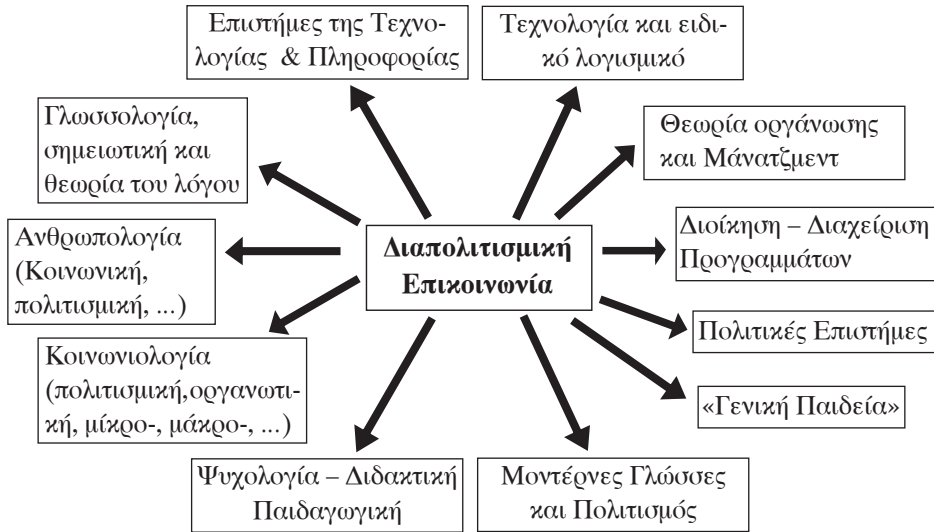 Επιστήμες της Τεχνο-
λογίας & Πληροφορίας
Τεχνολογία και ειδι-
κό λογισμικό
Γλωσσολογία,
σημειωτική και
θεωρία του λόγου
Θεωρία οργάνωσης
και Μάνατζμεντ
Ανθρωπολογία
(Κοινωνική,
πολιτισμική, ...)
Διαπολιτισμική
Επικοινωνία
Διοίκηση – Διαχείριση
Προγραμμάτων
Πολιτικές Επιστήμες
Κοινωνιολογία
(πολιτισμική,οργανωτι-
κή, μίκρο-, μάκρο-, ...)
«Γενική Παιδεία»
Ψυχολογία – Διδακτική
Παιδαγωγική
Μοντέρνες Γλώσσες
και Πολιτισμός